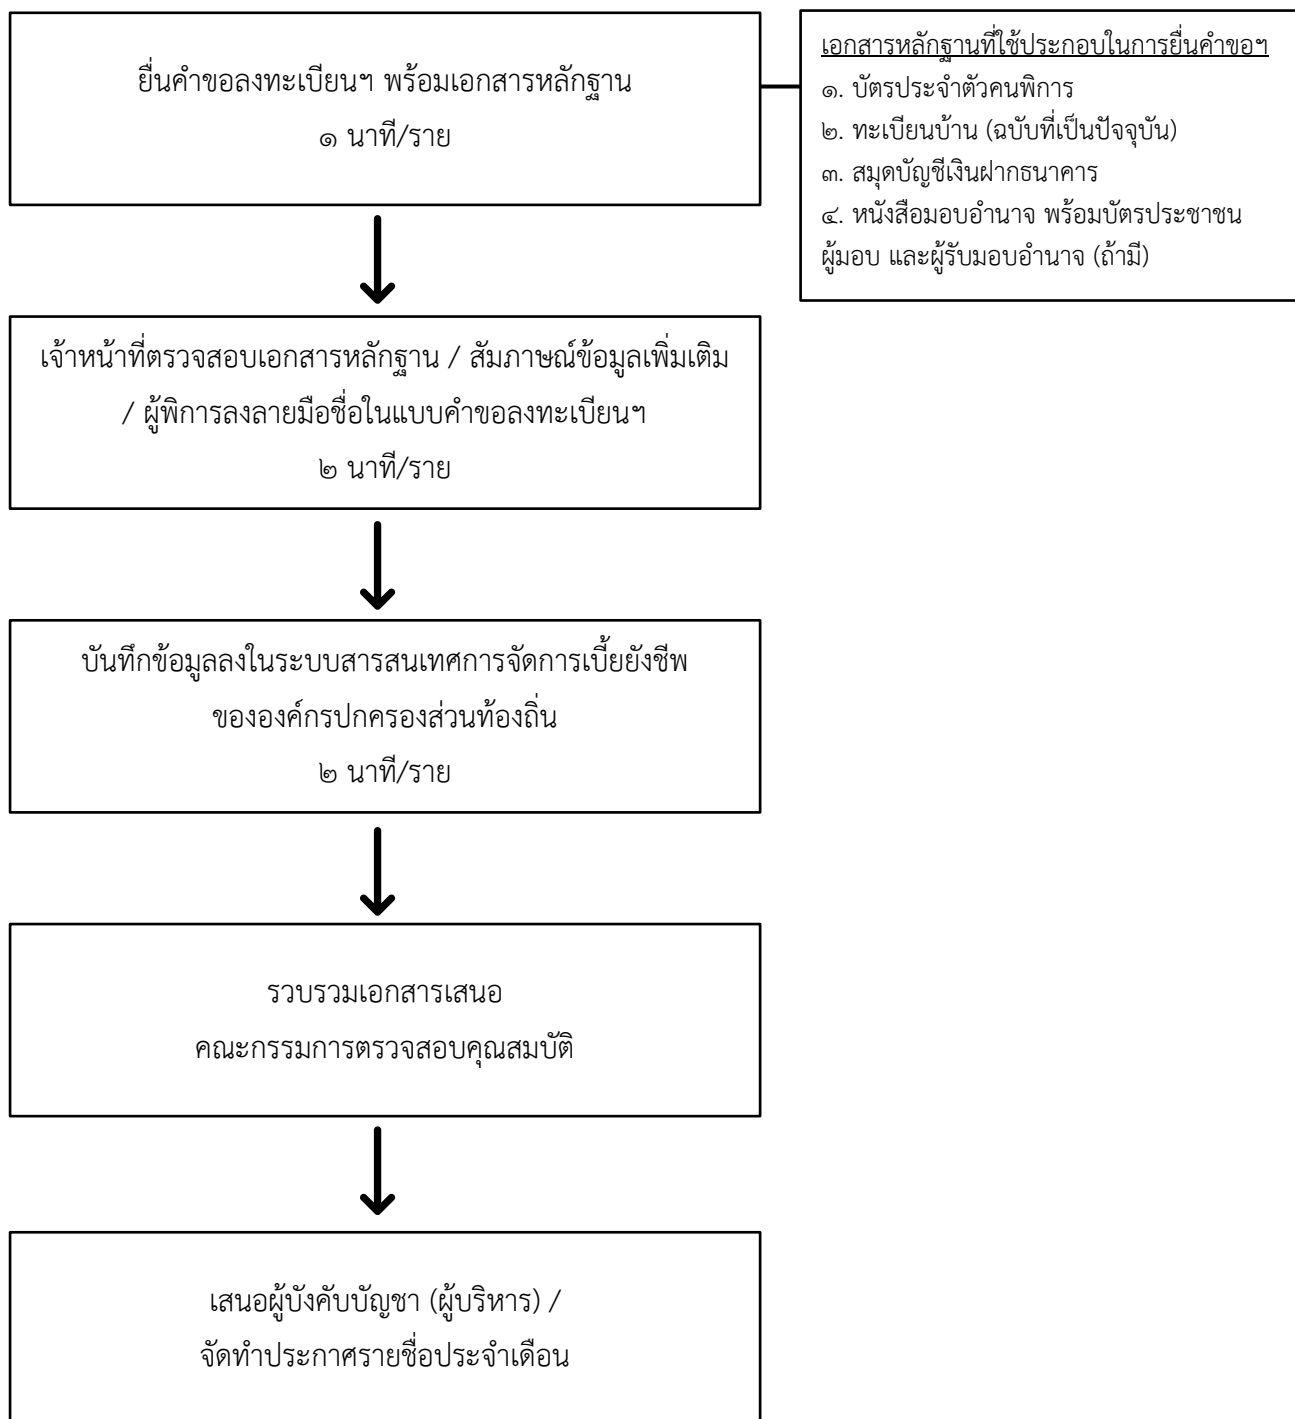 ยื่นคำขอลงทะเบียนฯ พร้อมเอกสารหลักฐาน
๑ นาที/ราย
เอกสารหลักฐานที่ใช้ประกอบในการยื่นคำขอฯ
๑. บัตรประจำตัวคนพิการ
๒. ทะเบียนบ้าน (ฉบับที่เป็นปัจจุบัน)
๓. สมุดบัญชีเงินฝากธนาคาร
๔. หนังสือมอบอำนาจ พร้อมบัตรประชาชน
ผู้มอบ และผู้รับมอบอำนาจ (ถ้ามี)
เจ้าหน้าที่ตรวจสอบเอกสารหลักฐาน / สัมภาษณ์ข้อมูลเพิ่มเติม
/ ผู้พิการลงลายมือชื่อในแบบคำขอลงทะเบียนฯ
๒ นาที/ราย
บันทึกข้อมูลลงในระบบสารสนเทศการจัดการเบี้ยยังชีพ
ขององค์กรปกครองส่วนท้องถิ่น
๒ นาที/ราย
รวบรวมเอกสารเสนอ
คณะกรรมการตรวจสอบคุณสมบัติ
เสนอผู้บังคับบัญชา (ผู้บริหาร) /
จัดทำประกาศรายชื่อประจำเดือน